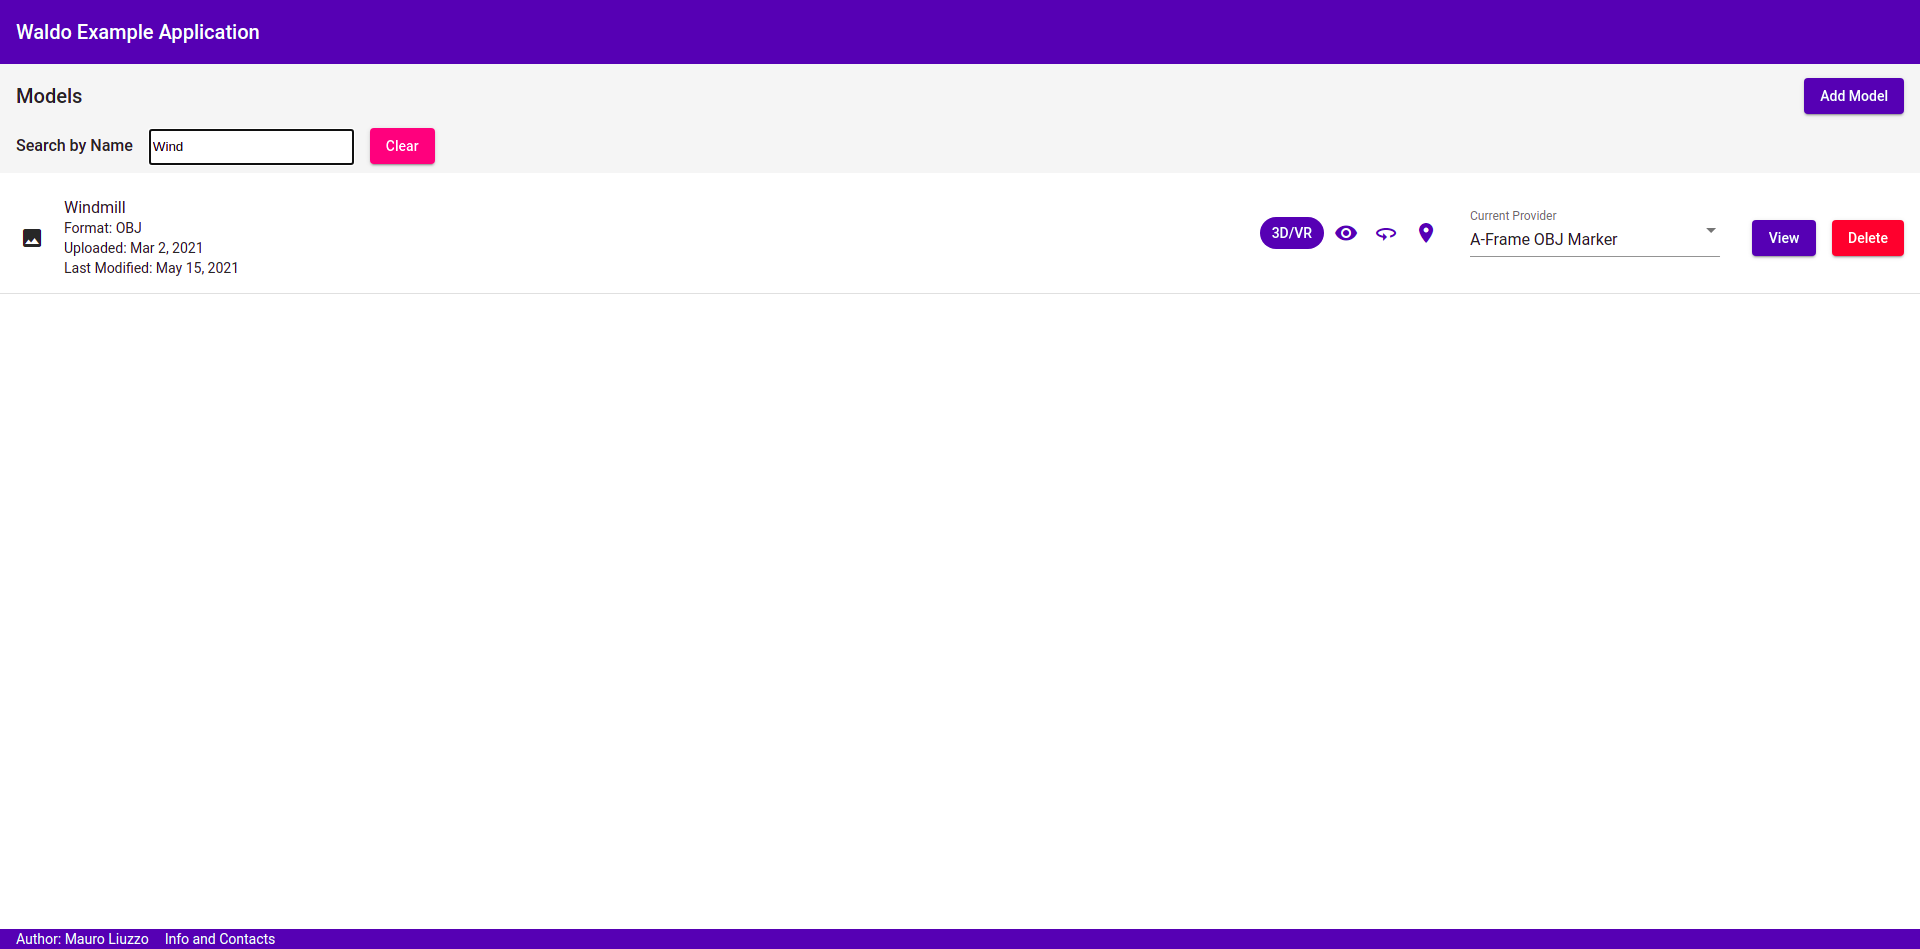 Waldo Example Application
Models
Add Model
Search by Name Wind Clear
Windmill
Format: OBJ
Uploaded: Mar 2, 2021
Last Modified: May 15, 2021
3D/VR
Current Provider
A-Frame OBJ Marker
View
Delete
Author: Mauro Liuzzo Info and Contacts